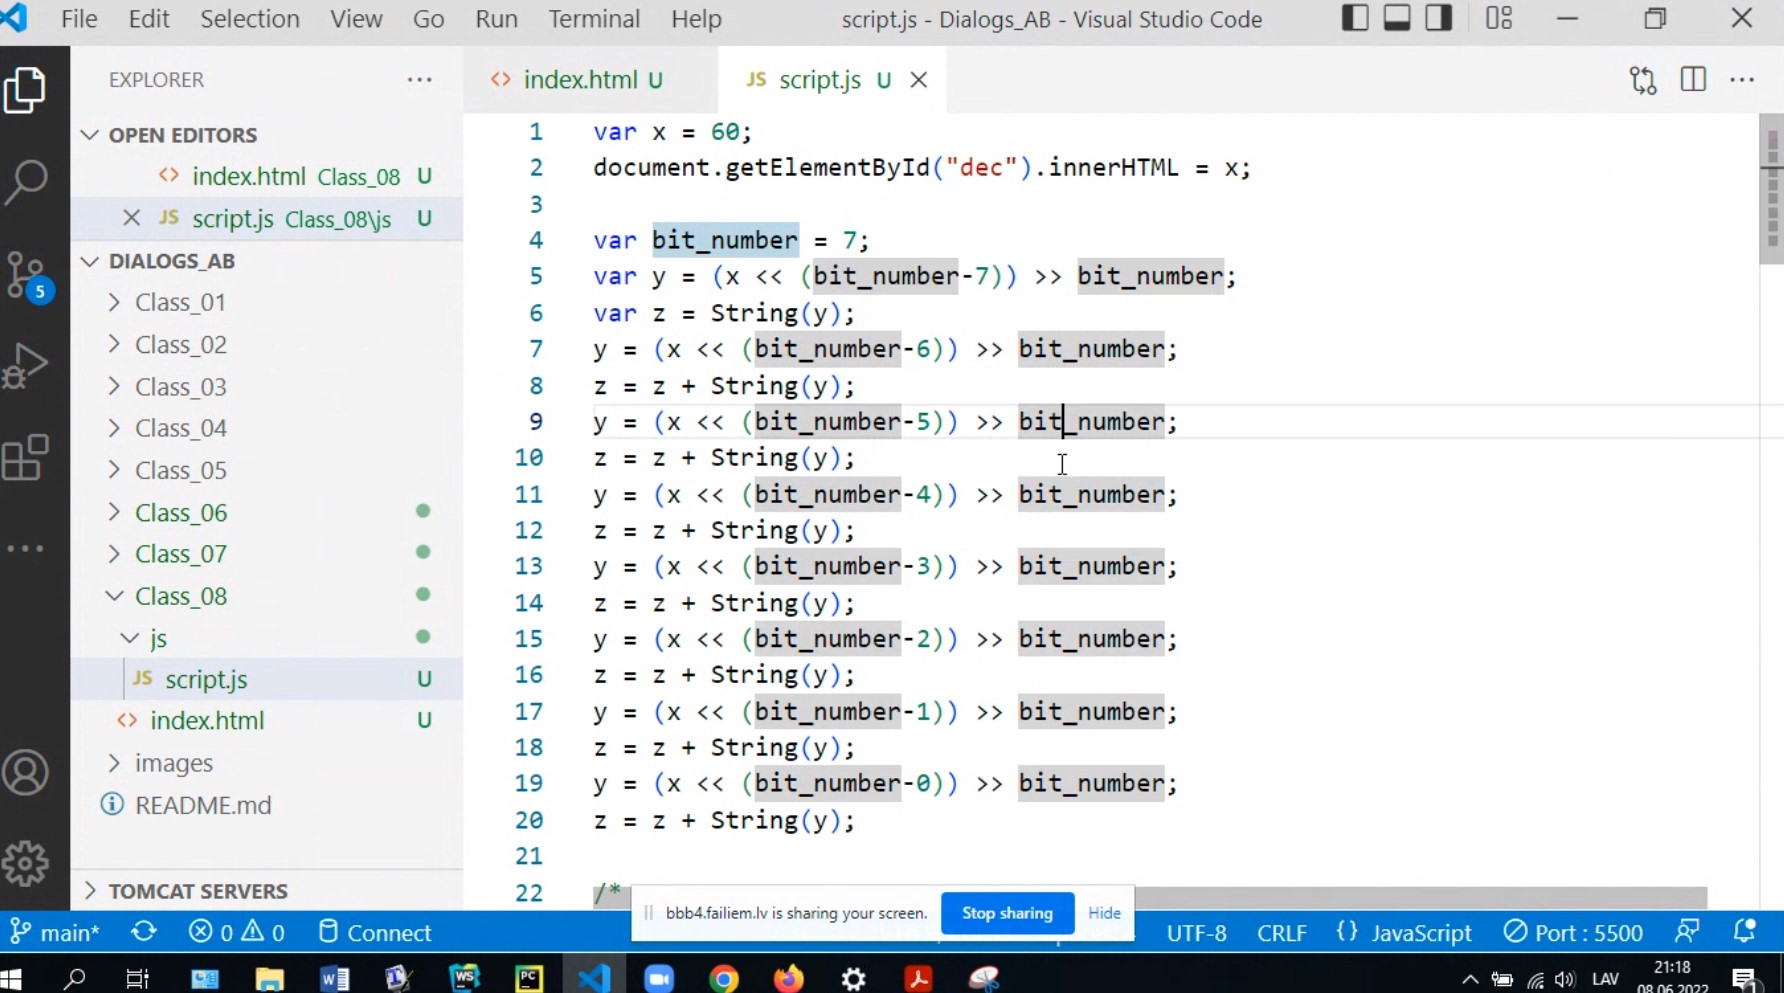 File Edit Selection View Go Run Terminal Help script.js - Dialogs_AB - Visual Studio Code
EXPLORER
OPEN EDITORS
index.html Class_08 U
script.js Class_08\js U
DIALOGS_AB
Class_01
Class_02
Class_03
Class_04
Class_05
Class_06
Class_07
Class_08
js
JS script.js U
index.html U
images
README.md
TOMCAT SERVERS
5
index.html U JS script.js U
1 var x = 60;
2 document.getElementById("dec").innerHTML = x;
3
4 var bit_number = 7;
5 var y = (x << (bit_number-7)) >> bit_number;
6 var z = String(y);
7 y = (x << (bit_number-6)) >> bit_number;
8 z = z + String(y);
9 y = (x << (bit_number-5)) >> bit_number;
10 z = z + String(y);
11 y = (x << (bit_number-4)) >> bit_number;
12 z = z + String(y);
13 y = (x << (bit_number-3)) >> bit_number;
14 z = z + String(y);
15 y = (x << (bit_number-2)) >> bit_number;
16 z = z + String(y);
17 y = (x << (bit_number-1)) >> bit_number;
18 z = z + String(y);
19 y = (x << (bit_number-0)) >> bit_number;
20 z = z + String(y);
21
22 /*
bbb4.failiem.lv is sharing your screen. Stop sharing Hide
main* 0 0 Connect UTF-8 CRLF {} JavaScript Port : 5500
LAV 21:18
08.06.2022